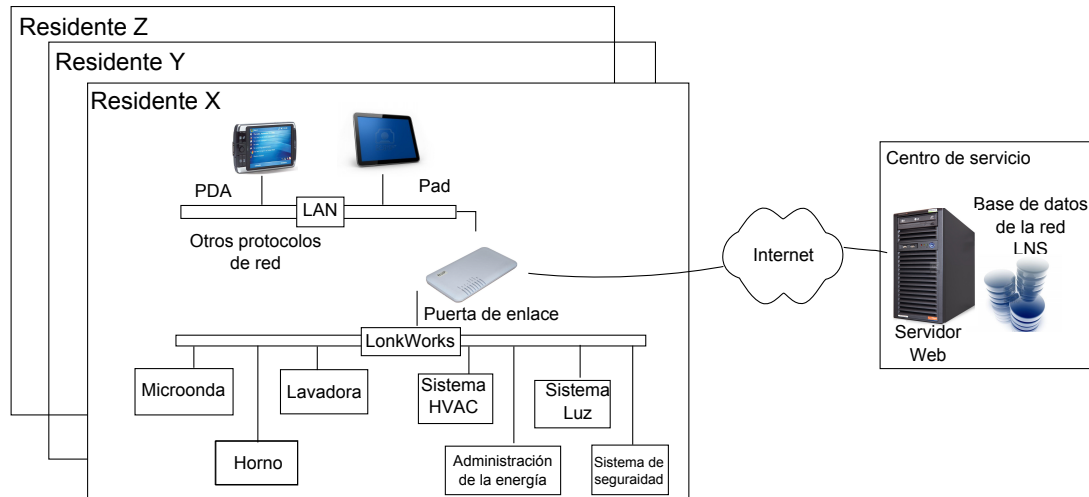 Residente Z
Residente Y
Residente X
PDA
Pad
LAN
Otros protocolos
de red
Puerta de enlace
LonkWorks
Microonda
Lavadora
Sistema
HVAC
Sistema
Luz
Horno
Administración
de la energía
Sistema de
seguraidad
Internet
Centro de servicio
Base de datos
de la red
LNS
Servidor
Web